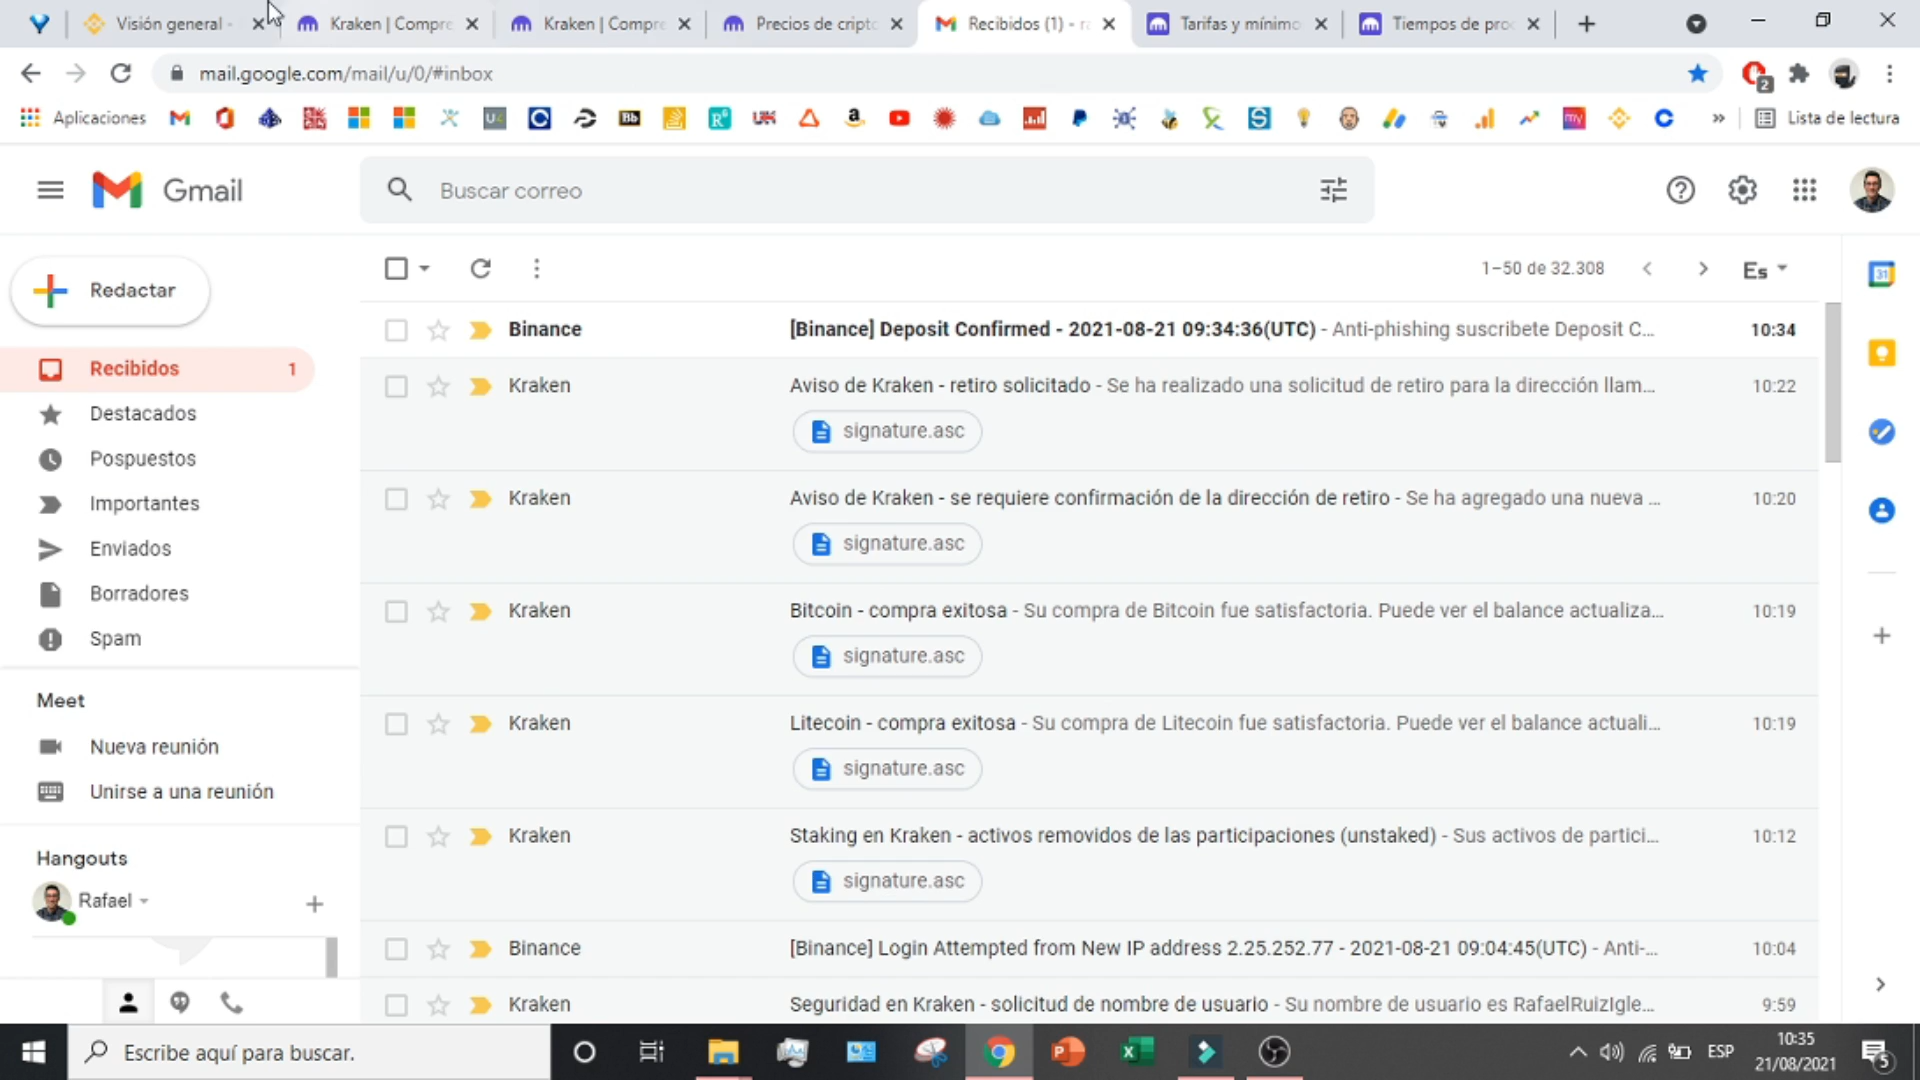 Visión general -
Kraken | Compre
Kraken | Compre
Precios de cripto
Recibidos (1) - ra
Tarifas y mínimo
Tiempos de pro
mail.google.com/mail/u/0/#inbox
2
Aplicaciones
Bb
my
»
Lista de lectura
Gmail
Buscar correo
Redactar
1–50 de 32.308
Es
31
Recibidos
1
Destacados
Pospuestos
Importantes
Enviados
Borradores
Spam
Meet
Nueva reunión
Unirse a una reunión
Hangouts
Rafael
Binance
[Binance] Deposit Confirmed - 2021-08-21 09:34:36(UTC) - Anti-phishing suscribete Deposit C...
10:34
Kraken
Aviso de Kraken - retiro solicitado - Se ha realizado una solicitud de retiro para la dirección llam...
10:22
signature.asc
Kraken
Aviso de Kraken - se requiere confirmación de la dirección de retiro - Se ha agregado una nueva ...
10:20
signature.asc
Kraken
Bitcoin - compra exitosa - Su compra de Bitcoin fue satisfactoria. Puede ver el balance actualiza...
10:19
signature.asc
Kraken
Litecoin - compra exitosa - Su compra de Litecoin fue satisfactoria. Puede ver el balance actuali...
10:19
signature.asc
Kraken
Staking en Kraken - activos removidos de las participaciones (unstaked) - Sus activos de partici...
10:12
signature.asc
Binance
[Binance] Login Attempted from New IP address 2.25.252.77 - 2021-08-21 09:04:45(UTC) - Anti-...
10:04
Kraken
Seguridad en Kraken - solicitud de nombre de usuario - Su nombre de usuario es RafaelRuizIgle...
9:59
Escribe aquí para buscar.
ESP
10:35
21/08/2021
5